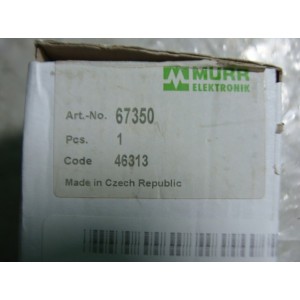 MURR
ELEKTRONIK
Art.-No. 67350
Pcs. 1
Code 46313
Made in Czech Republic